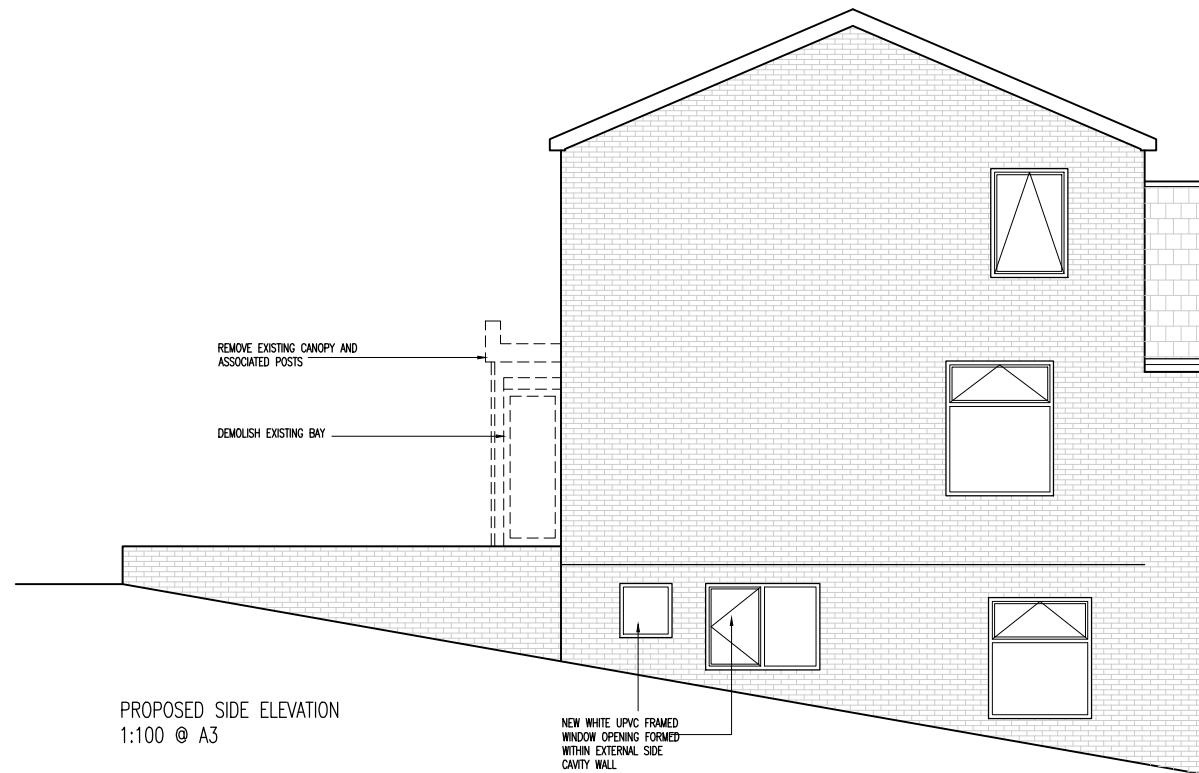 REMOVE EXISTING CANOPY AND
ASSOCIATED POSTS
DEMOLISH EXISTING BAY
PROPOSED SIDE ELEVATION
1:100 @ A3
NEW WHITE UPVC FRAMED
WINDOW OPENING FORMED
WITHIN EXTERNAL SIDE
CAVITY WALL